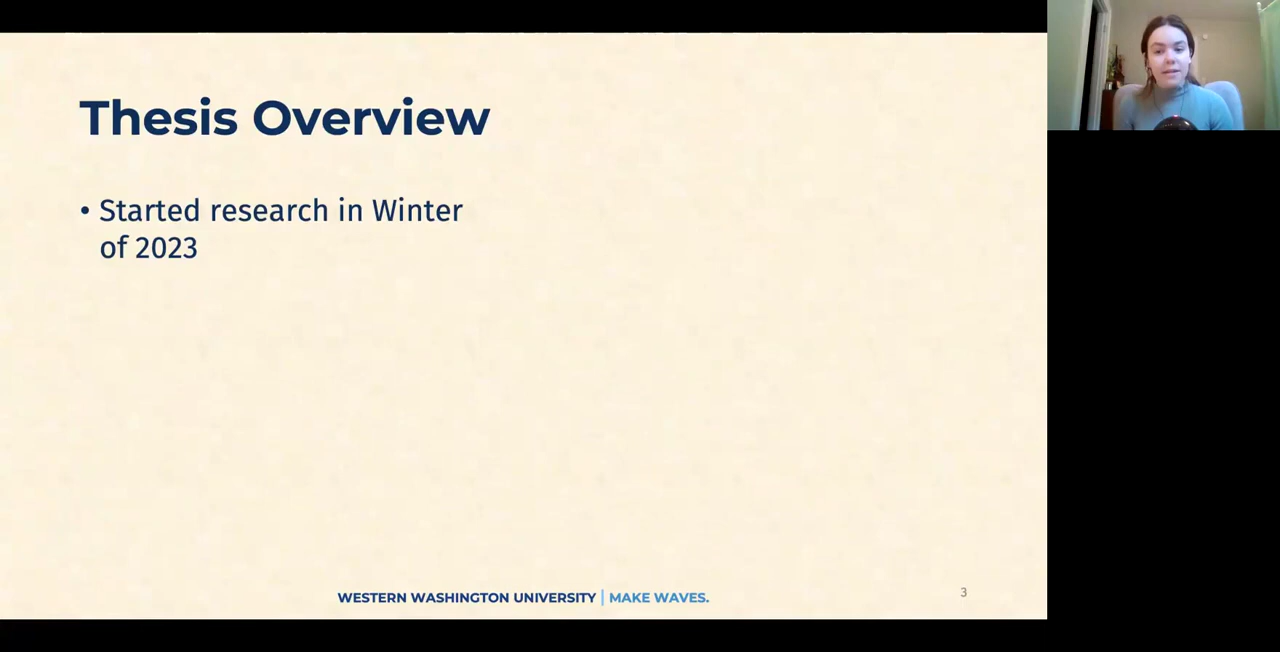 Thesis Overview
• Started research in Winter
of 2023
WESTERN WASHINGTON UNIVERSITY | MAKE WAVES.
3